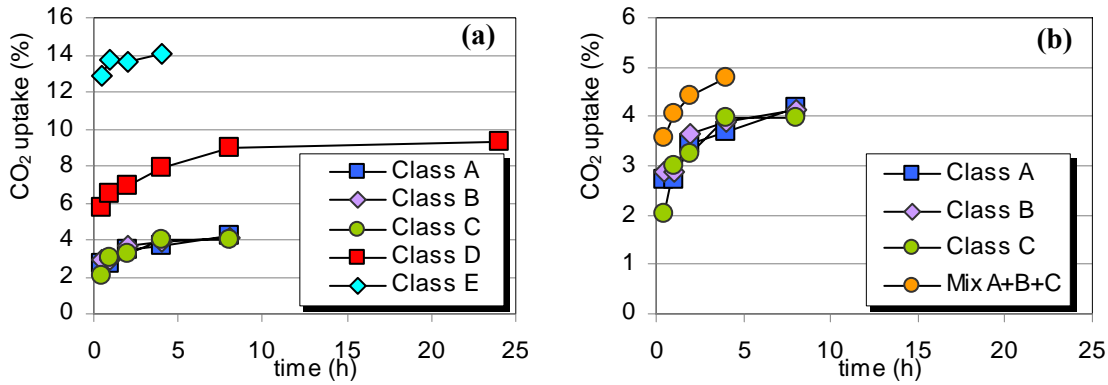 (a)
CO2 uptake (%)
16
14
12
10
8
6
4
2
0
0 5 10 15 20 25
time (h)
Class A
Class B
Class C
Class D
Class E
(b)
CO2 uptake (%)
6
5
4
3
2
1
0
0 5 10 15 20 25
time (h)
Class A
Class B
Class C
Mix A+B+C